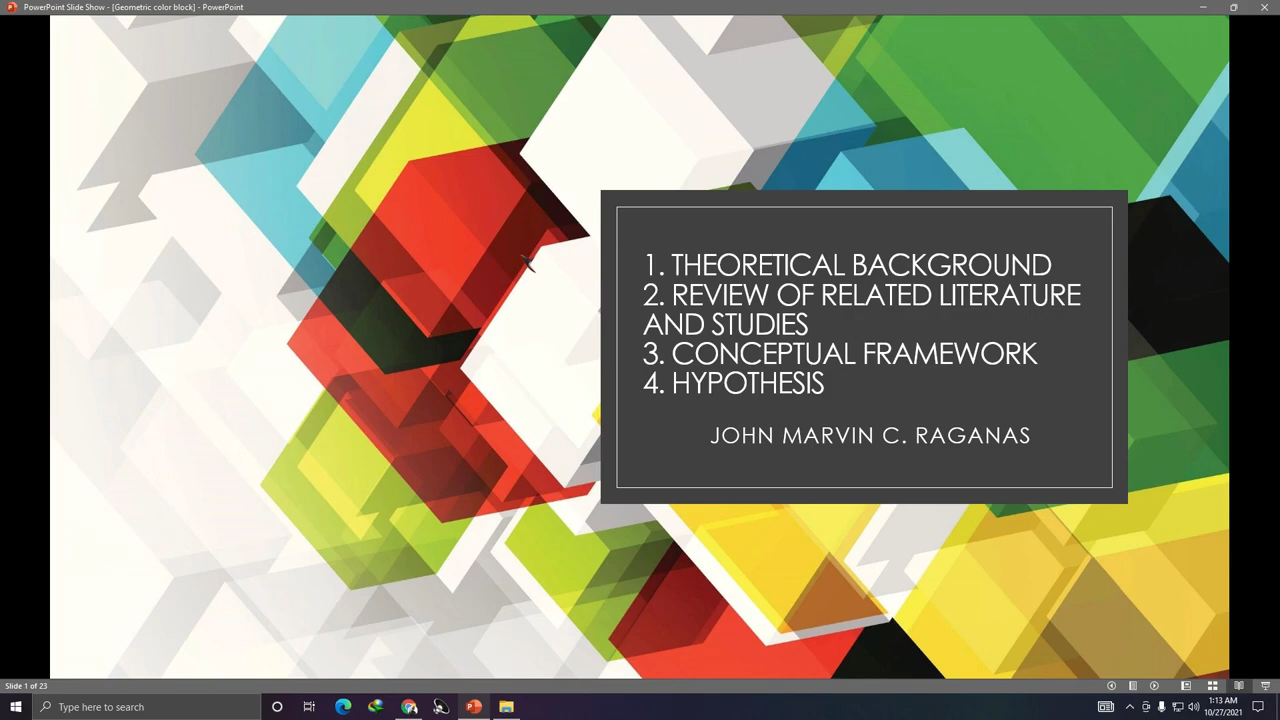 PowerPoint Slide Show - [Geometric color block] - PowerPoint
1. THEORETICAL BACKGROUND
2. REVIEW OF RELATED LITERATURE
AND STUDIES
3. CONCEPTUAL FRAMEWORK
4. HYPOTHESIS
JOHN MARVIN C. RAGANAS
Slide 1 of 23
Type here to search
1:13 AM
10/27/2021